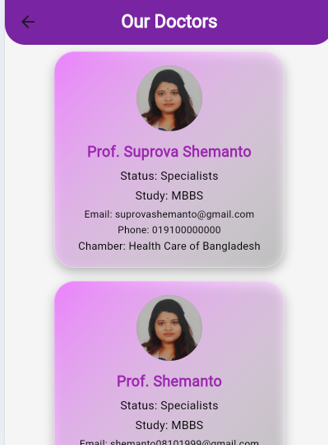 Our Doctors
Prof. Suprova Shemanto
Status: Specialists
Study: MBBS
Email: suprovashemanto@gmail.com
Phone: 019100000000
Chamber: Health Care of Bangladesh
Prof. Shemanto
Status: Specialists
Study: MBBS
Email: shemanto08101999@gmail.com